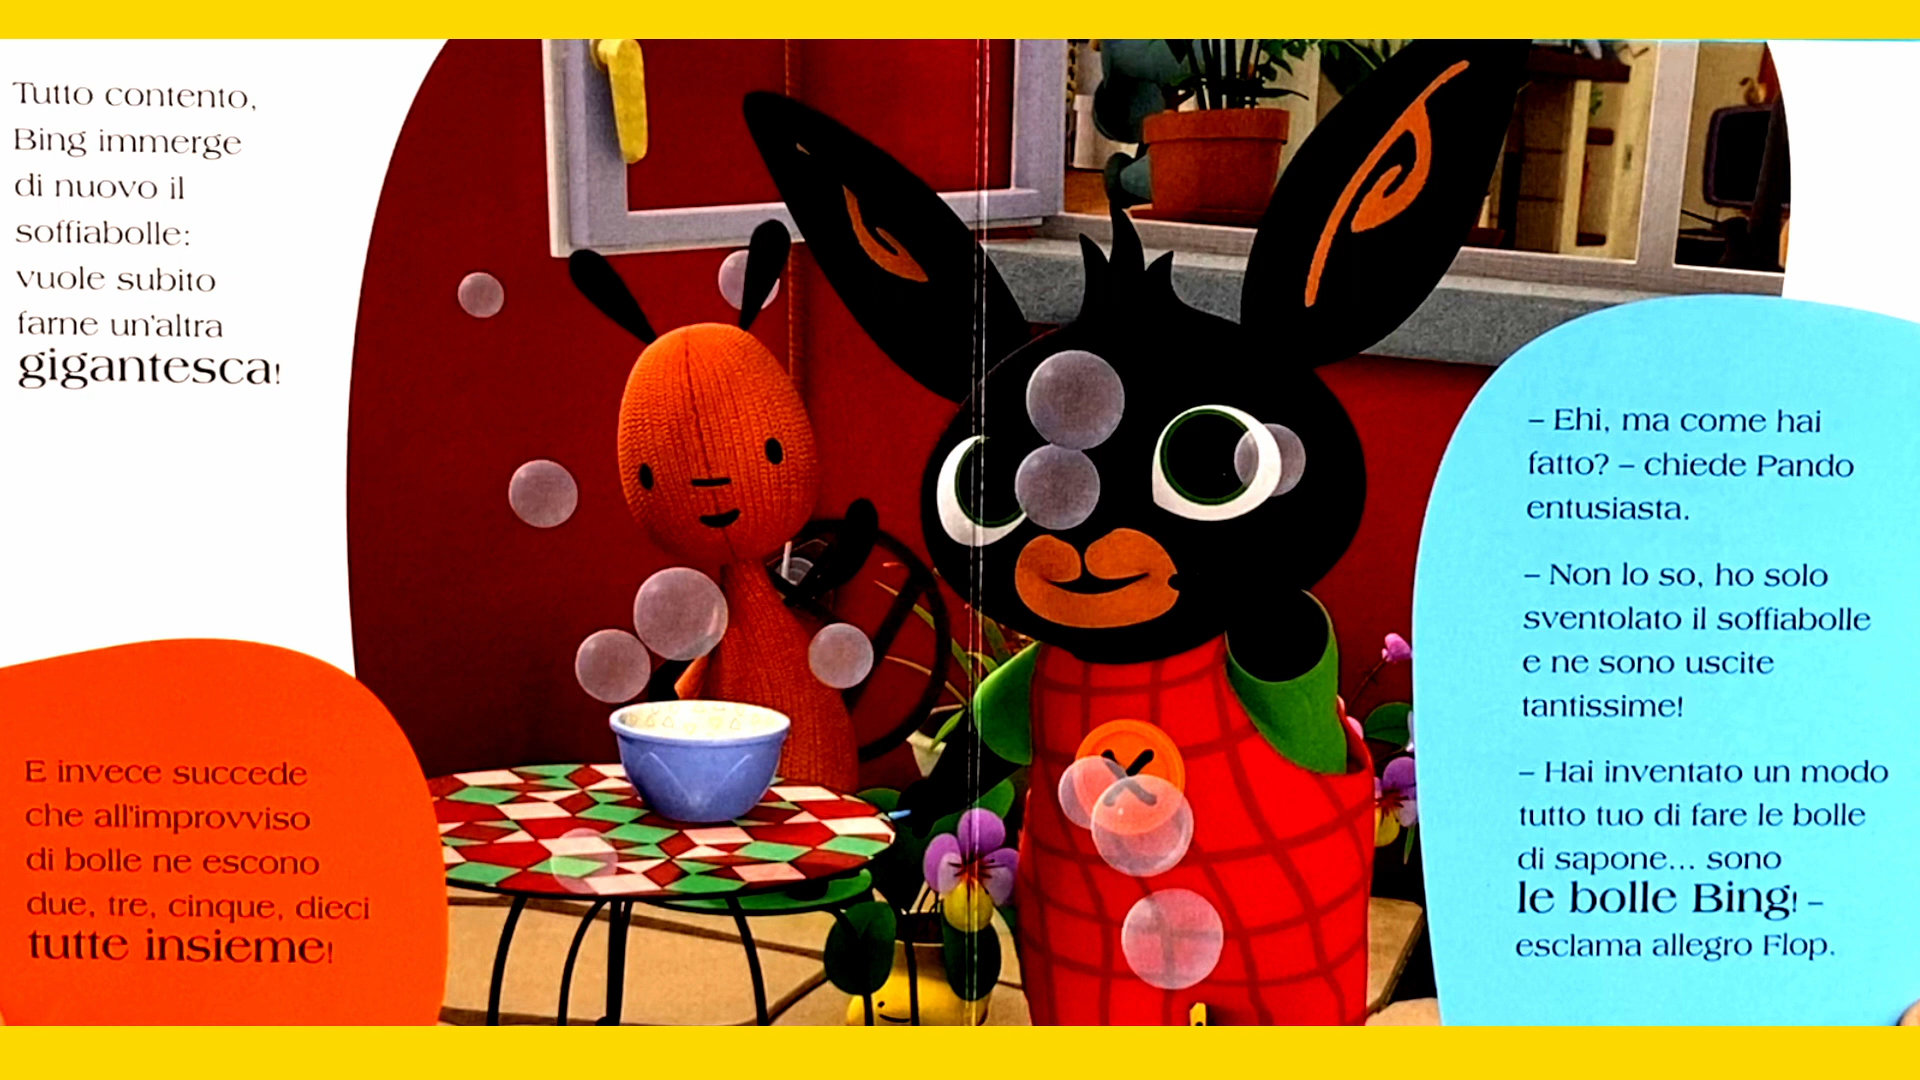 Tutto contento,
Bing immerge
di nuovo il
soffiabolle:
vuole subito
farne un'altra
gigantesca!
E invece succede
che all'improvviso
di bolle ne escono
due, tre, cinque, dieci
tutte insieme!
– Ehi, ma come hai
fatto? – chiede Pando
entusiasta.
– Non lo so, ho solo
sventolato il soffiabolle
e ne sono uscite
tantissime!
– Hai inventato un modo
tutto tuo di fare le bolle
di sapone... sono
le bolle Bing! –
esclama allegro Flop.